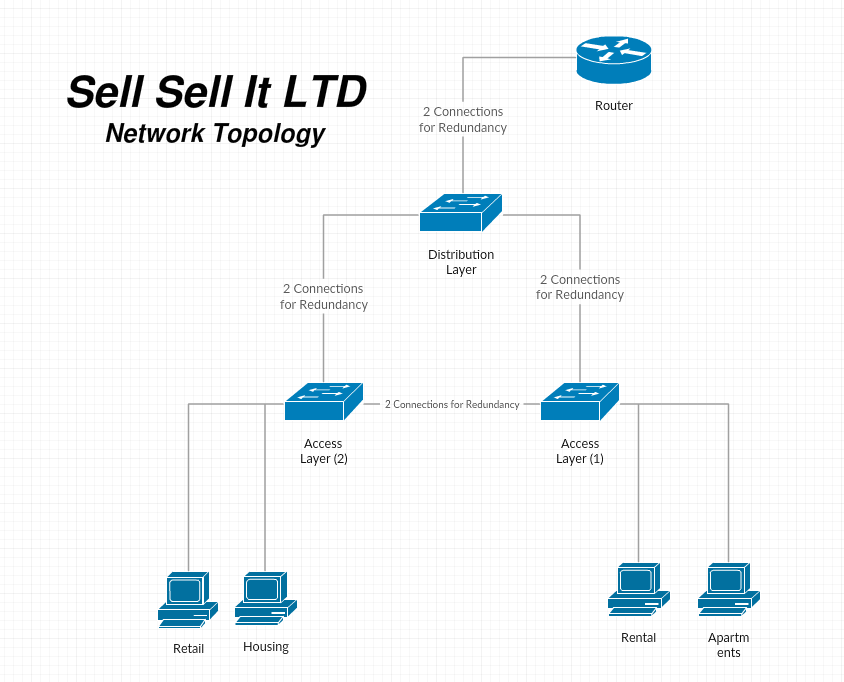 Sell Sell It LTD
Network Topology
Router
2 Connections
for Redundancy
Distribution
Layer
2 Connections
for Redundancy
2 Connections
for Redundancy
2 Connections for Redundancy
Access
Layer (2)
Access
Layer (1)
Retail
Housing
Rental
Apartm
ents